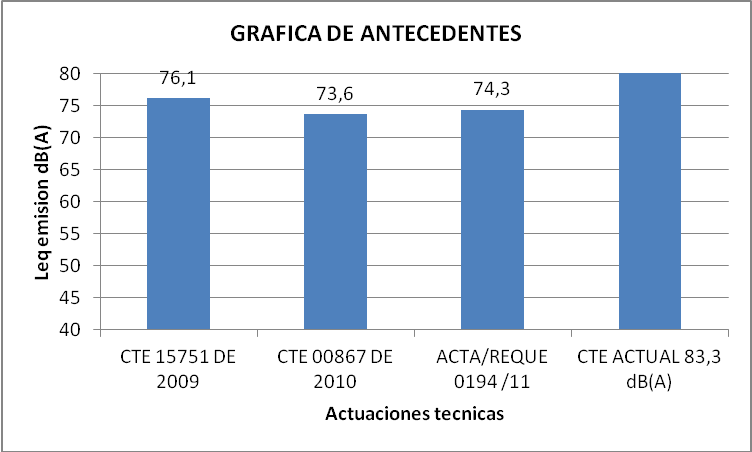 GRAFICA DE ANTECEDENTES
Leq emision dB(A)
80
75
70
65
60
55
50
45
40
76,1
73,6
74,3
CTE 15751 DE
2009
CTE 00867 DE
2010
ACTA/REQUE
0194 /11
CTE ACTUAL 83,3
dB(A)
Actuaciones tecnicas